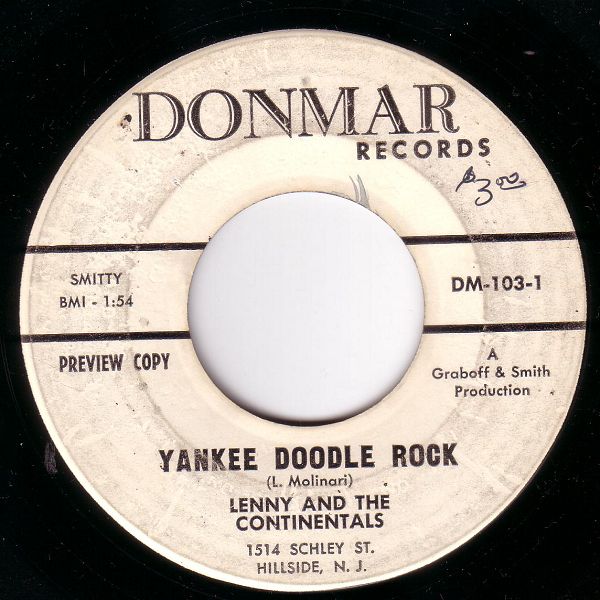 DONMAR
RECORDS
$3.00
SMITTY
BMI - 1:54
DM-103-1
PREVIEW COPY
A
Graboff & Smith
Production
YANKEE DOODLE ROCK
(L. Molinari)
LENNY AND THE
CONTINENTALS
1514 SCHLEY ST.
HILLSIDE, N. J.